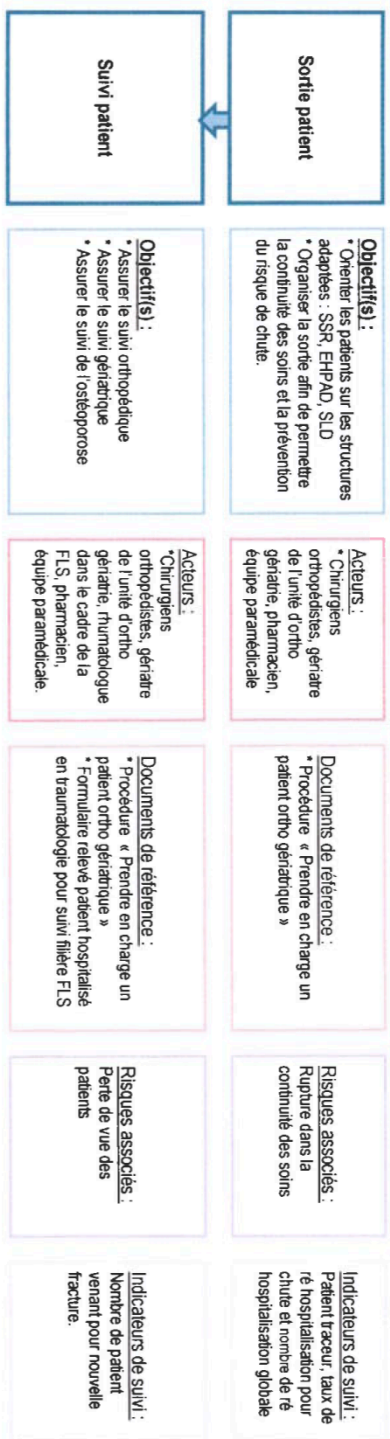 Sortie patient
Objectif(s) :
* Orienter les patients sur les structures
adaptées : SSR, EHPAD, SLD
* Organiser la sortie afin de permettre
la continuité des soins et la prévention
du risque de chute.
Acteurs :
* Chirurgiens
orthopédistes, gériatre
de l'unité d'ortho
gériatrie, pharmacien,
équipe paramédicale
Documents de référence :
* Procédure « Prendre en charge un
patient ortho gériatrique »
Risques associés :
Rupture dans la
continuité des soins
Indicateurs de suivi :
Patient traceur, taux de
ré hospitalisation pour
chute et nombre de ré
hospitalisation globale
Suivi patient
Objectif(s) :
* Assurer le suivi orthopédique
* Assurer le suivi gériatrique
* Assurer le suivi de l'ostéoporose
Acteurs :
*Chirurgiens
orthopédistes, gériatre
de l'unité d'ortho
gériatrie, rhumatologue
dans le cadre de la
FLS, pharmacien,
équipe paramédicale.
Documents de référence :
* Procédure « Prendre en charge un
patient ortho gériatrique »
* Formulaire relevé patient hospitalisé
en traumatologie pour suivi filière FLS
Risques associés :
Perte de vue des
patients
Indicateurs de suivi :
Nombre de patient
venant pour nouvelle
fracture.